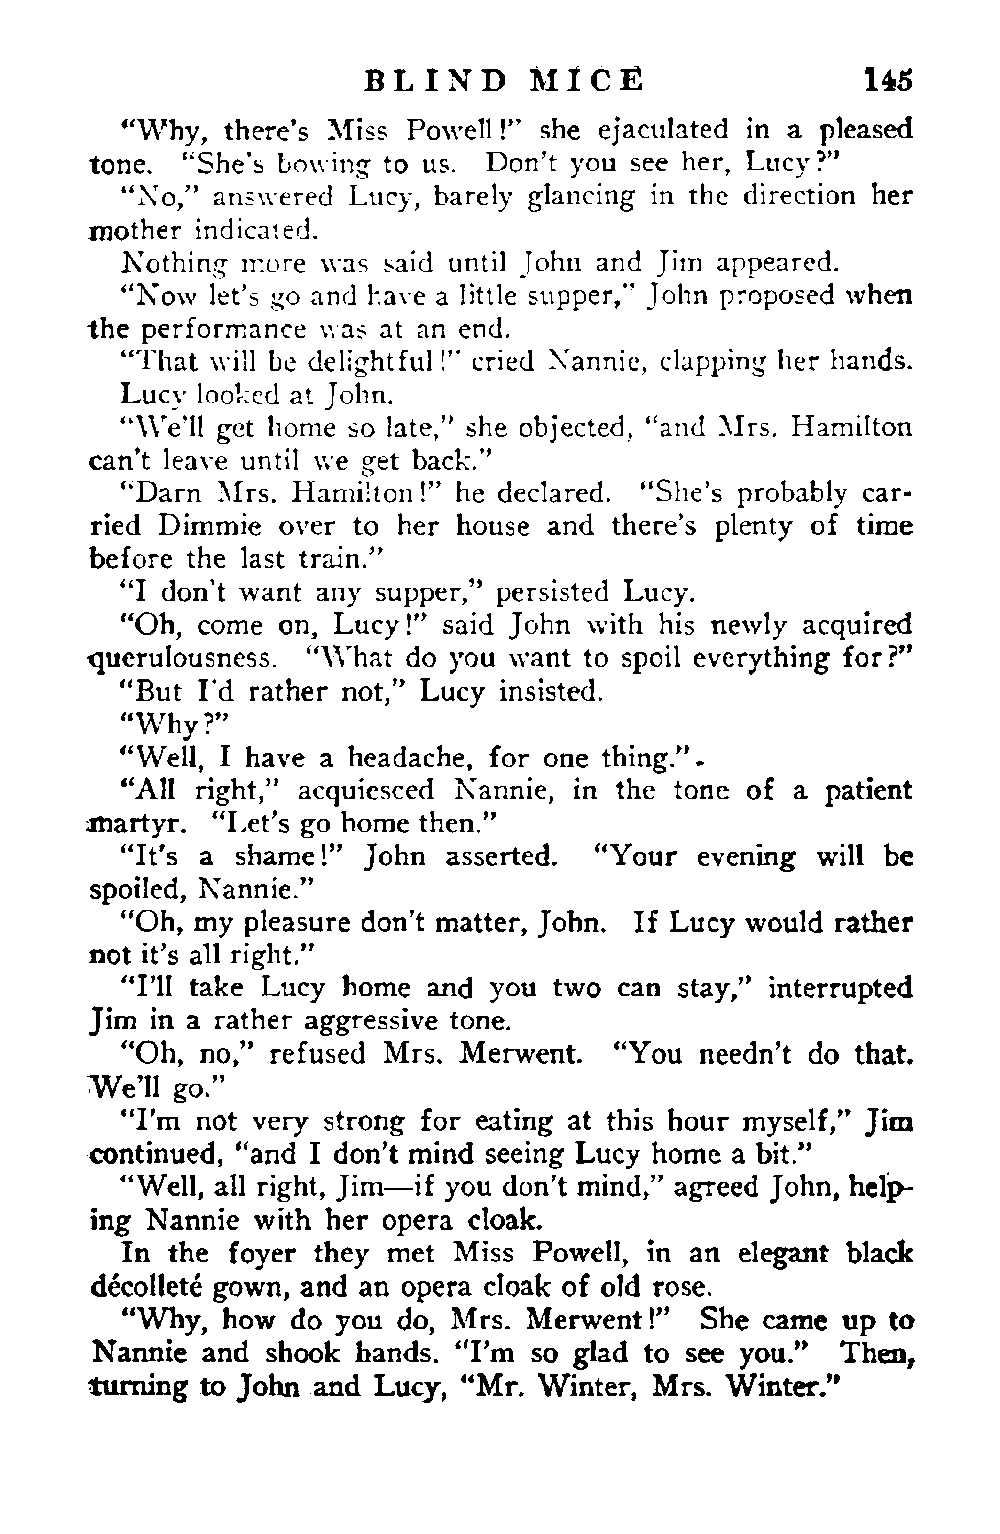 BLIND MICE 145
“Why, there’s Miss Powell!” she ejaculated in a pleased
tone. “She’s bowing to us. Don’t you see her, Lucy?”
“No,” answered Lucy, barely glancing in the direction her
mother indicated.
Nothing more was said until John and Jim appeared.
“Now let’s go and have a little supper,” John proposed when
the performance was at an end.
“That will be delightful!” cried Nannie, clapping her hands.
Lucy looked at John.
“We’ll get home so late,” she objected, “and Mrs. Hamilton
can’t leave until we get back.”
“Darn Mrs. Hamilton!” he declared. “She’s probably car-
ried Dimmie over to her house and there’s plenty of time
before the last train.”
“I don’t want any supper,” persisted Lucy.
“Oh, come on, Lucy!” said John with his newly acquired
querulousness. “What do you want to spoil everything for?”
“But I’d rather not,” Lucy insisted.
“Why?”
“Well, I have a headache, for one thing.”
“All right,” acquiesced Nannie, in the tone of a patient
martyr. “Let’s go home then.”
“It’s a shame!” John asserted. “Your evening will be
spoiled, Nannie.”
“Oh, my pleasure don’t matter, John. If Lucy would rather
not it’s all right.”
“I’ll take Lucy home and you two can stay,” interrupted
Jim in a rather aggressive tone.
“Oh, no,” refused Mrs. Merwent. “You needn’t do that.
We’ll go.”
“I’m not very strong for eating at this hour myself,” Jim
continued, “and I don’t mind seeing Lucy home a bit.”
“Well, all right, Jim—if you don’t mind,” agreed John, help-
ing Nannie with her opera cloak.
In the foyer they met Miss Powell, in an elegant black
décolleté gown, and an opera cloak of old rose.
“Why, how do you do, Mrs. Merwent!” She came up to
Nannie and shook hands. “I’m so glad to see you.” Then,
turning to John and Lucy, “Mr. Winter, Mrs. Winter.”